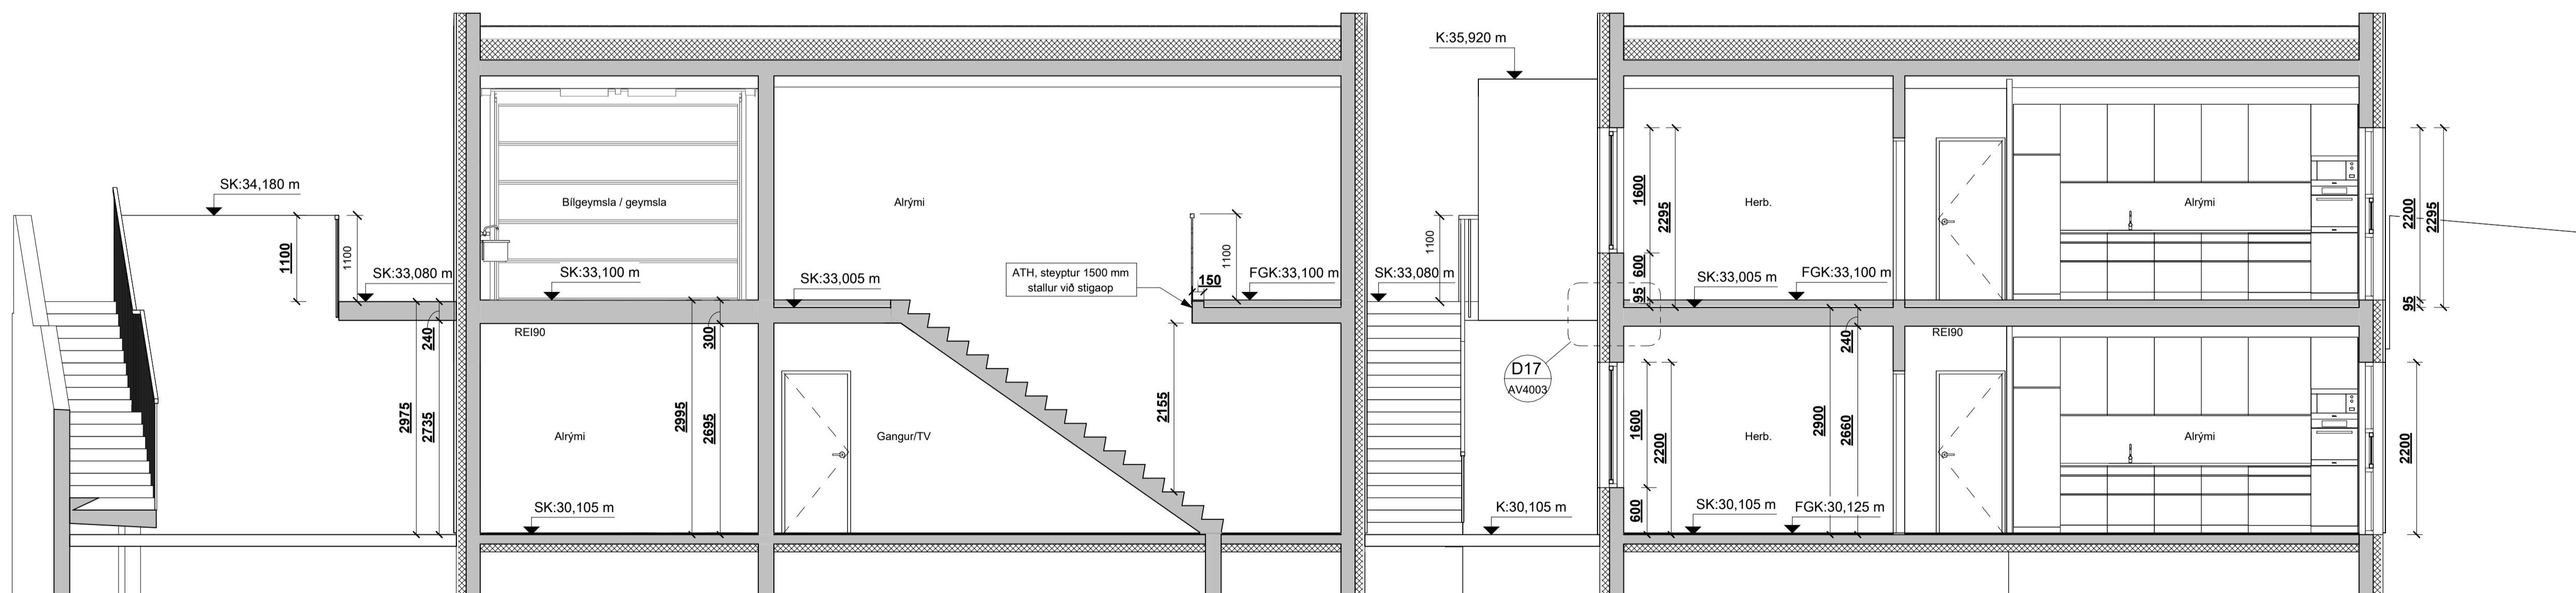 K:35,920 m
SK:34,180 m
1100
1100
SK:33,080 m
240
2975
2735
Bílgeymsla / geymsla
SK:33,100 m
REI90
300
2995
2695
Alrými
SK:30,105 m
Alrými
SK:33,005 m
Gangur/TV
ATH, steyptur 1500 mm
stallur við stigaop
150
1100
FGK:33,100 m
2155
SK:33,080 m
1100
K:30,105 m
D17
AV4003
1600
2295
600
95
Herb.
SK:33,005 m
FGK:33,100 m
240
REI90
2900
2660
1600
2200
600
Herb.
SK:30,105 m
FGK:30,125 m
Alrými
Alrými
2200
2295
95
2200